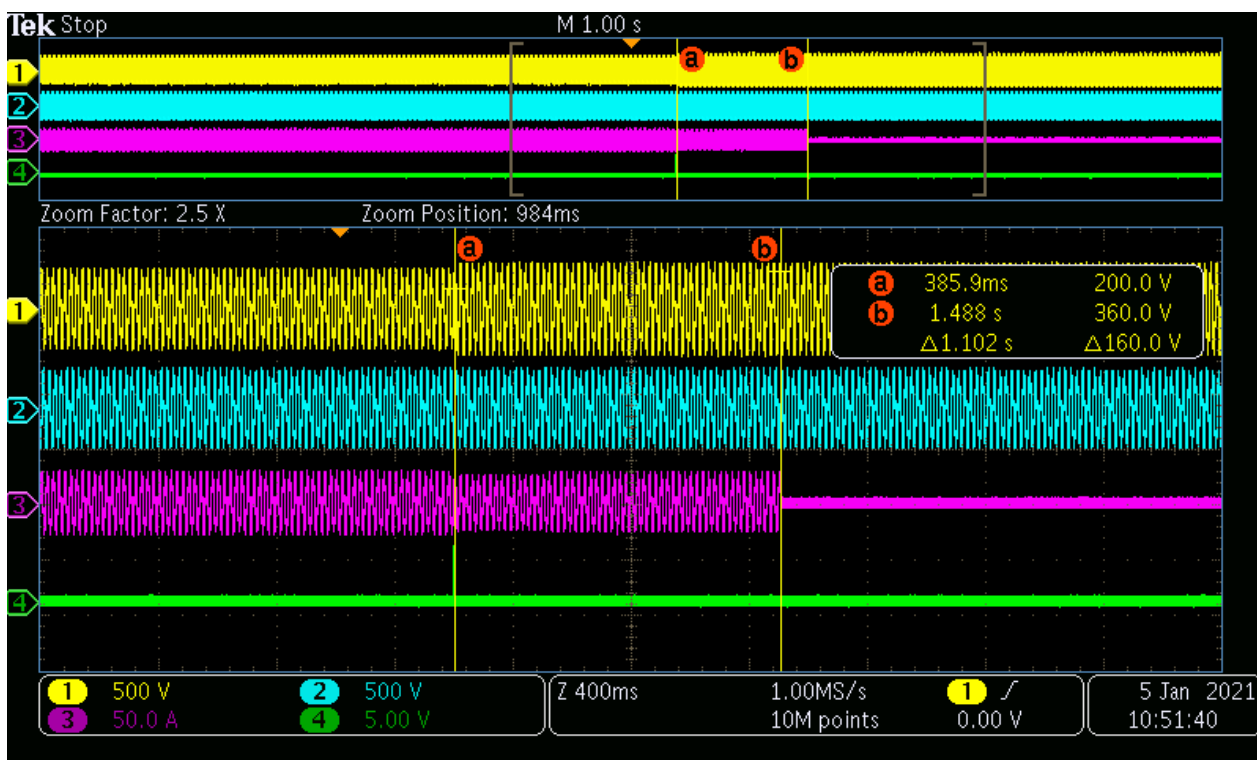 Tek Stop M 1.00 s
a b
1
2
3
4
Zoom Factor: 2.5 X Zoom Position: 984ms
a b
a 385.9ms 200.0 V
b 1.488 s 360.0 V
△1.102 s △160.0 V
1
2
3
4
1 500 V 2 500 V Z 400ms 1.00MS/s 1 5 Jan 2021
3 50.0 A 4 5.00 V 10M points 0.00 V 10:51:40